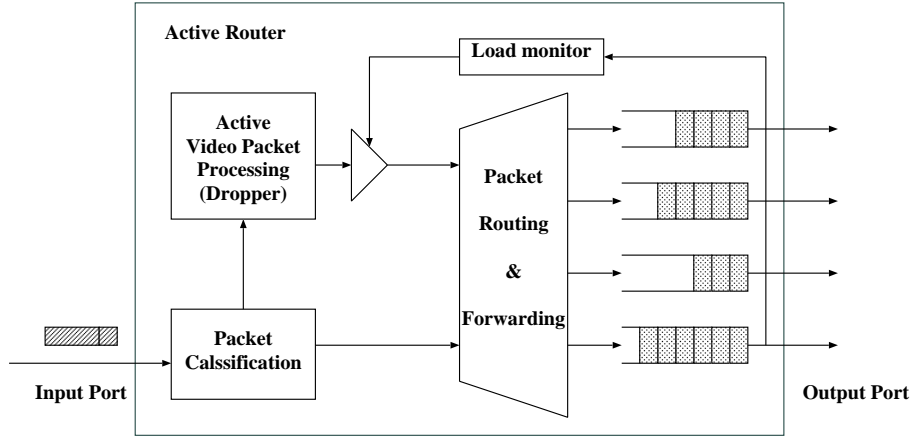 Active Router
Load monitor
Active
Video Packet
Processing
(Dropper)
Packet
Routing
&
Forwarding
Packet
Calssification
Input Port
Output Port